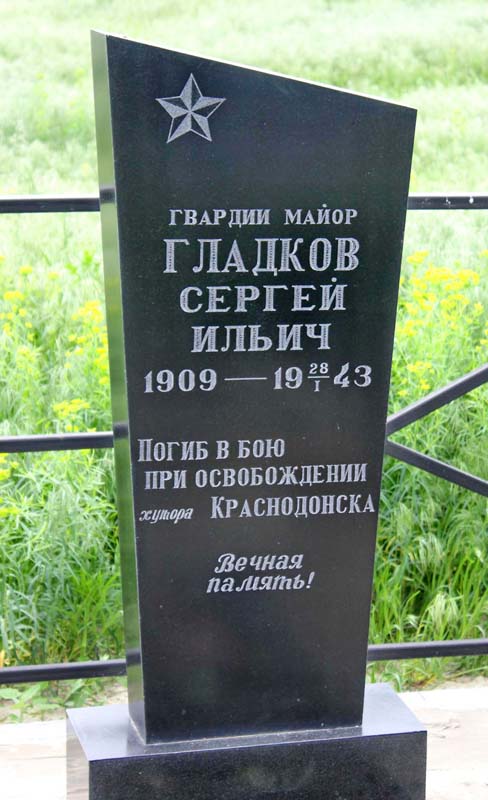 ГВАРДИИ МАЙОР
ГЛАДКОВ
СЕРГЕЙ
ИЛЬИЧ
1909 — 19 28/I 43
ПОГИБ В БОЮ
ПРИ ОСВОБОЖДЕНИИ
хутора КРАСНОДОНСКА
Вечная
память!